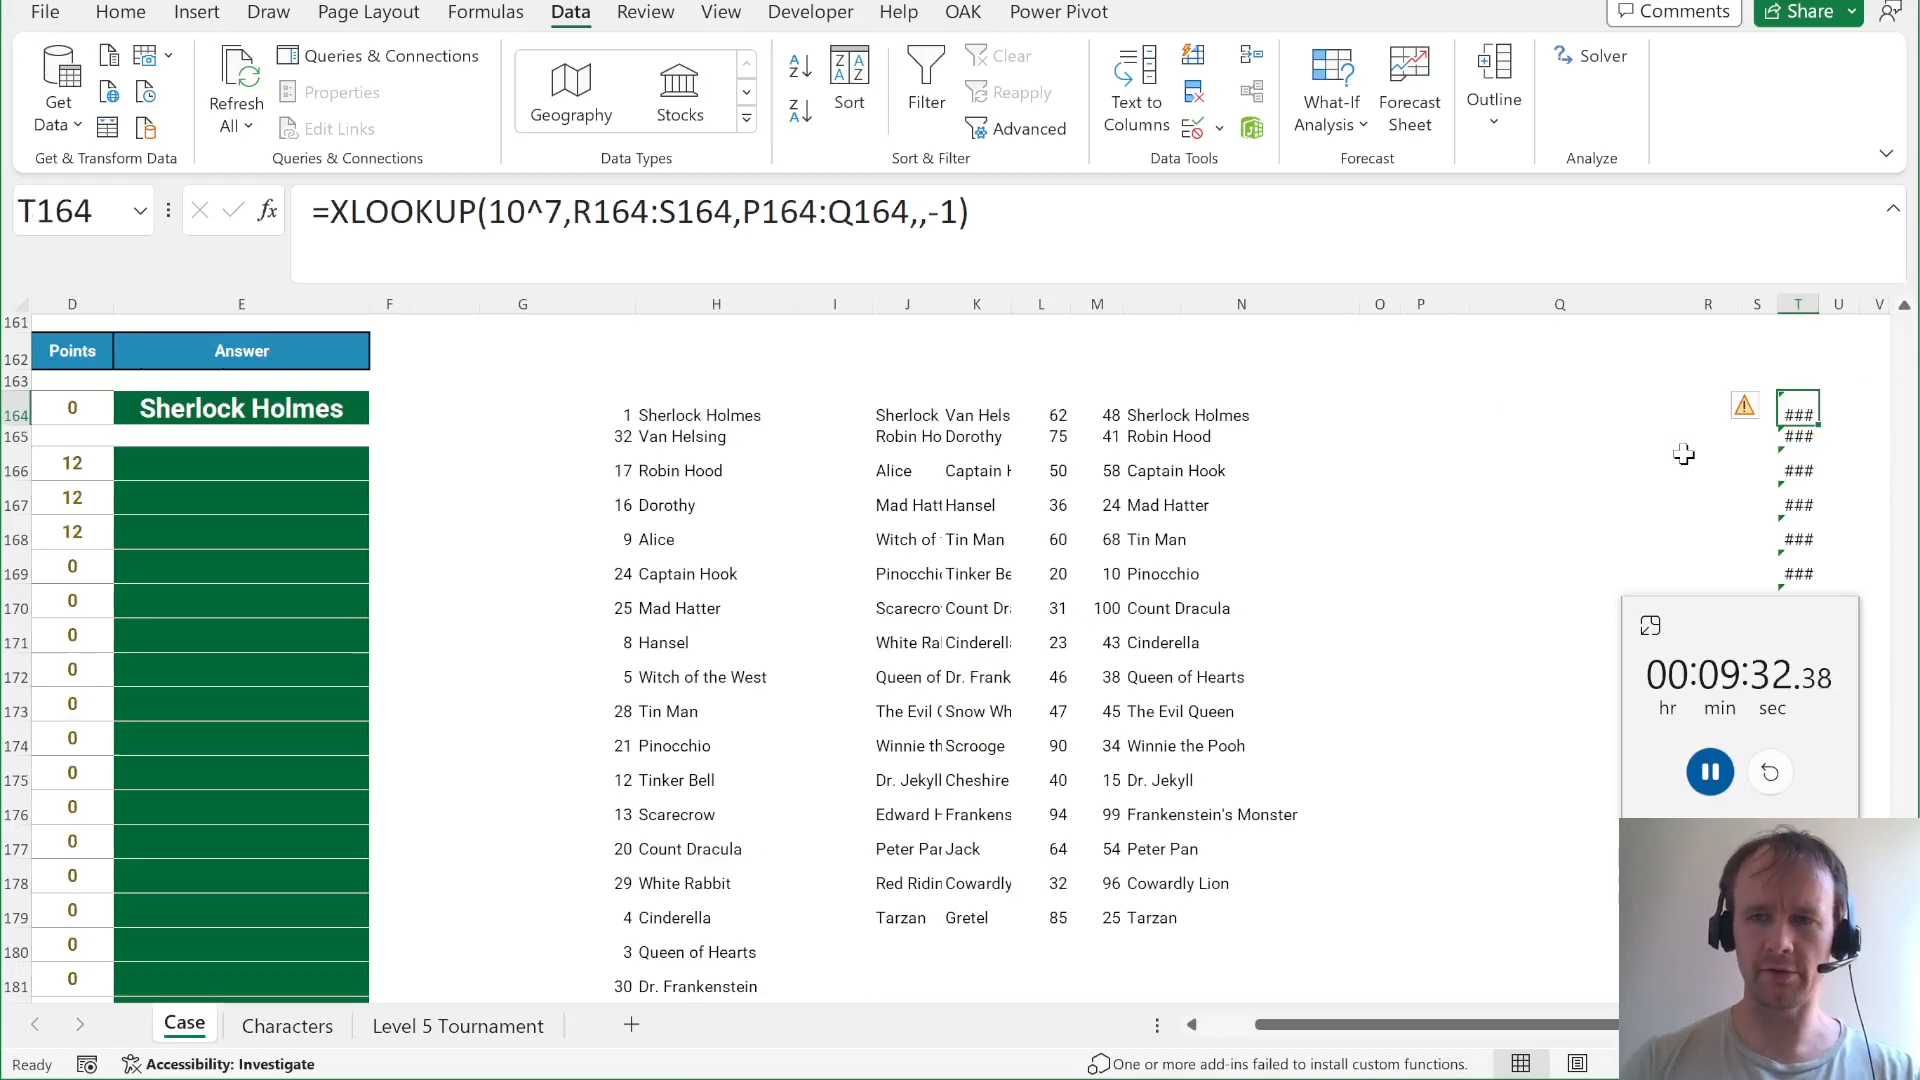 File Home Insert Draw Page Layout Formulas Data Review View Developer Help OAK Power Pivot Comments Share
Get Data
Refresh All
Queries & Connections
Properties
Edit Links
Geography
Stocks
Sort
Filter
Clear
Reapply
Advanced
Text to Columns
What-If Analysis
Forecast Sheet
Outline
Solver
Get & Transform Data Queries & Connections Data Types Sort & Filter Data Tools Forecast Analyze
T164 fx =XLOOKUP(10^7,R164:S164,P164:Q164,,-1)
D E F G H I J K L M N O P Q R S T U V
161
162 Points Answer
163
164 0 Sherlock Holmes 1 Sherlock Holmes Sherlock Van Hels 62 48 Sherlock Holmes ###
165 32 Van Helsing Robin Ho Dorothy 75 41 Robin Hood ###
166 12 17 Robin Hood Alice Captain H 50 58 Captain Hook ###
167 12 16 Dorothy Mad Hatt Hansel 36 24 Mad Hatter ###
168 12 9 Alice Witch of Tin Man 60 68 Tin Man ###
169 0 24 Captain Hook Pinocchi Tinker Be 20 10 Pinocchio ###
170 0 25 Mad Hatter Scarecro Count Dra 31 100 Count Dracula
171 0 8 Hansel White Ra Cinderell 23 43 Cinderella
172 0 5 Witch of the West Queen of Dr. Frank 46 38 Queen of Hearts
173 0 28 Tin Man The Evil Snow Wh 47 45 The Evil Queen
174 0 21 Pinocchio Winnie th Scrooge 90 34 Winnie the Pooh
175 0 12 Tinker Bell Dr. Jekyll Cheshire 40 15 Dr. Jekyll
176 0 13 Scarecrow Edward H Frankens 94 99 Frankenstein's Monster
177 0 20 Count Dracula Peter Pan Jack 64 54 Peter Pan
178 0 29 White Rabbit Red Ridin Cowardly 32 96 Cowardly Lion
179 0 4 Cinderella Tarzan Gretel 85 25 Tarzan
180 0 3 Queen of Hearts
181 0 30 Dr. Frankenstein
00:09:32.38
hr min sec
Case Characters Level 5 Tournament
Ready Accessibility: Investigate One or more add-ins failed to install custom functions.